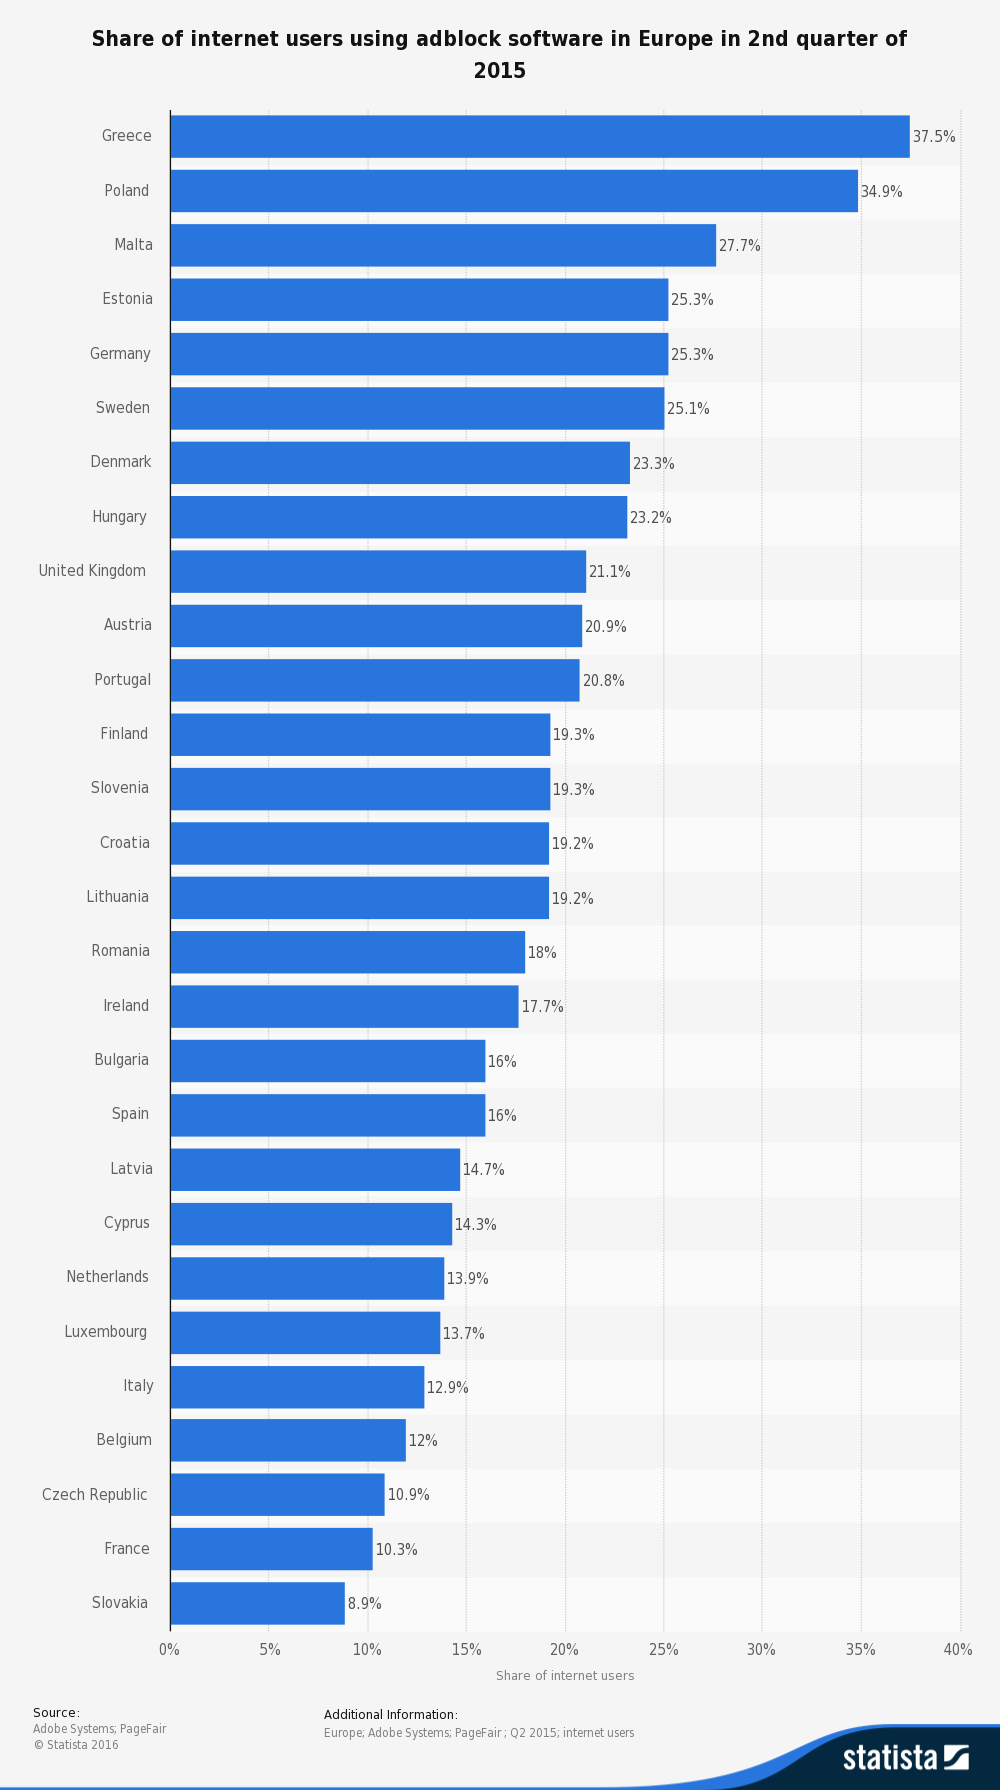 Share of internet users using adblock software in Europe in 2nd quarter of
2015
Greece 37.5%
Poland 34.9%
Malta 27.7%
Estonia 25.3%
Germany 25.3%
Sweden 25.1%
Denmark 23.3%
Hungary 23.2%
United Kingdom 21.1%
Austria 20.9%
Portugal 20.8%
Finland 19.3%
Slovenia 19.3%
Croatia 19.2%
Lithuania 19.2%
Romania 18%
Ireland 17.7%
Bulgaria 16%
Spain 16%
Latvia 14.7%
Cyprus 14.3%
Netherlands 13.9%
Luxembourg 13.7%
Italy 12.9%
Belgium 12%
Czech Republic 10.9%
France 10.3%
Slovakia 8.9%
0% 5% 10% 15% 20% 25% 30% 35% 40%
Share of internet users
Source:
Adobe Systems; PageFair
© Statista 2016
Additional Information:
Europe; Adobe Systems; PageFair ; Q2 2015; internet users
statista